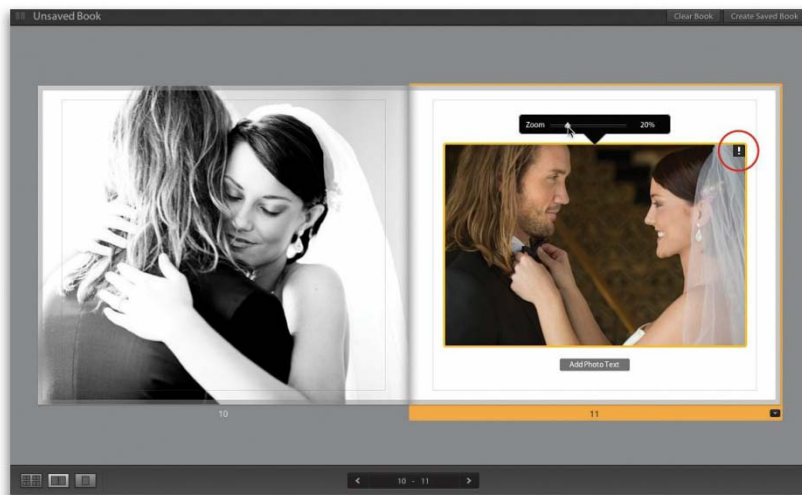 Unsaved Book
Clear Book
Create Saved Book
Zoom
20%
!
Add Photo Text
10
11
10 - 11